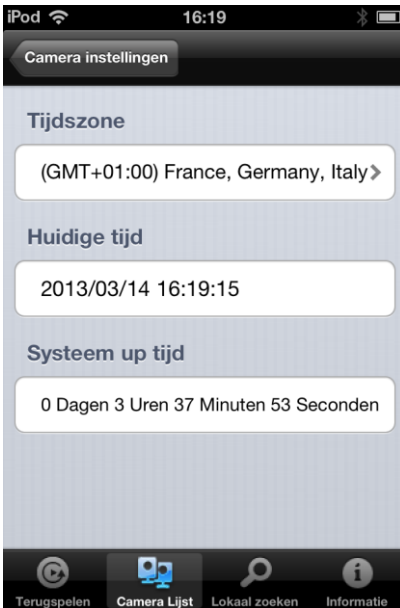 iPod 16:19
Camera instellingen
Tijdszone
(GMT+01:00) France, Germany, Italy
Huidige tijd
2013/03/14 16:19:15
Systeem up tijd
0 Dagen 3 Uren 37 Minuten 53 Seconden
Terugspelen Camera Lijst Lokaal zoeken Informatie